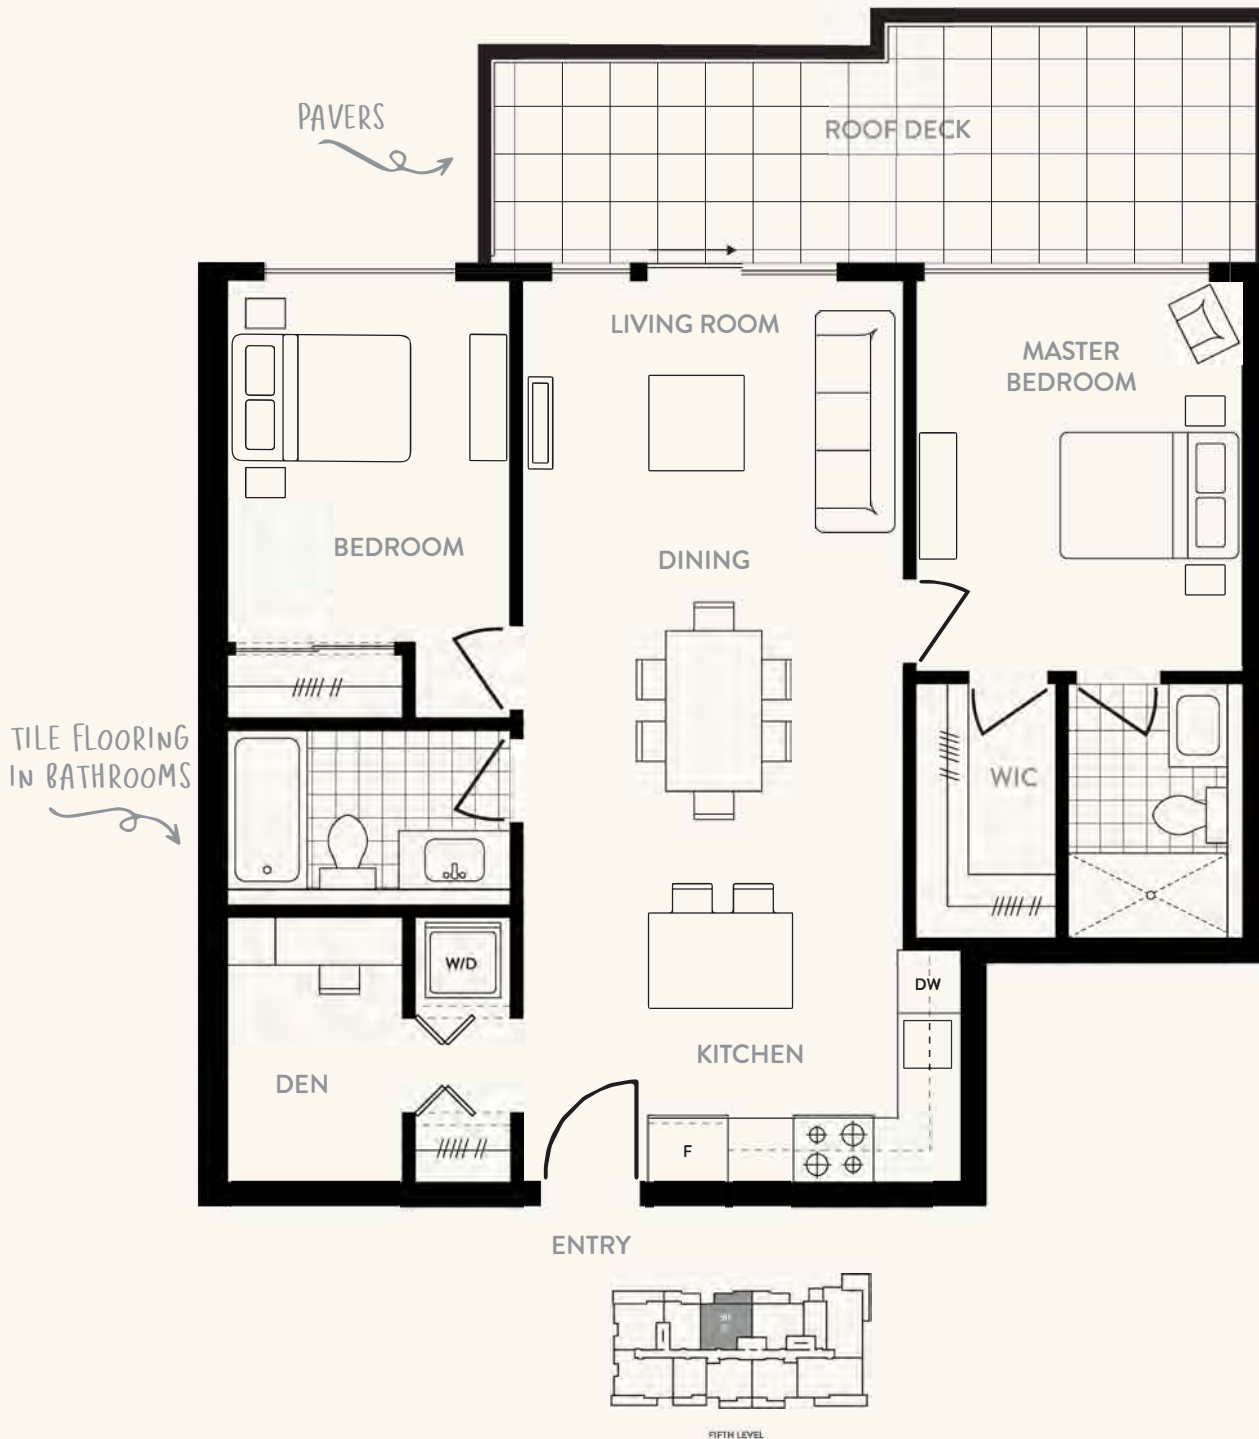 PAVERS
ROOF DECK
LIVING ROOM
MASTER
BEDROOM
BEDROOM
DINING
TILE FLOORING
IN BATHROOMS
WIC
W/D
DW
KITCHEN
DEN
F
ENTRY
FIFTH LEVEL